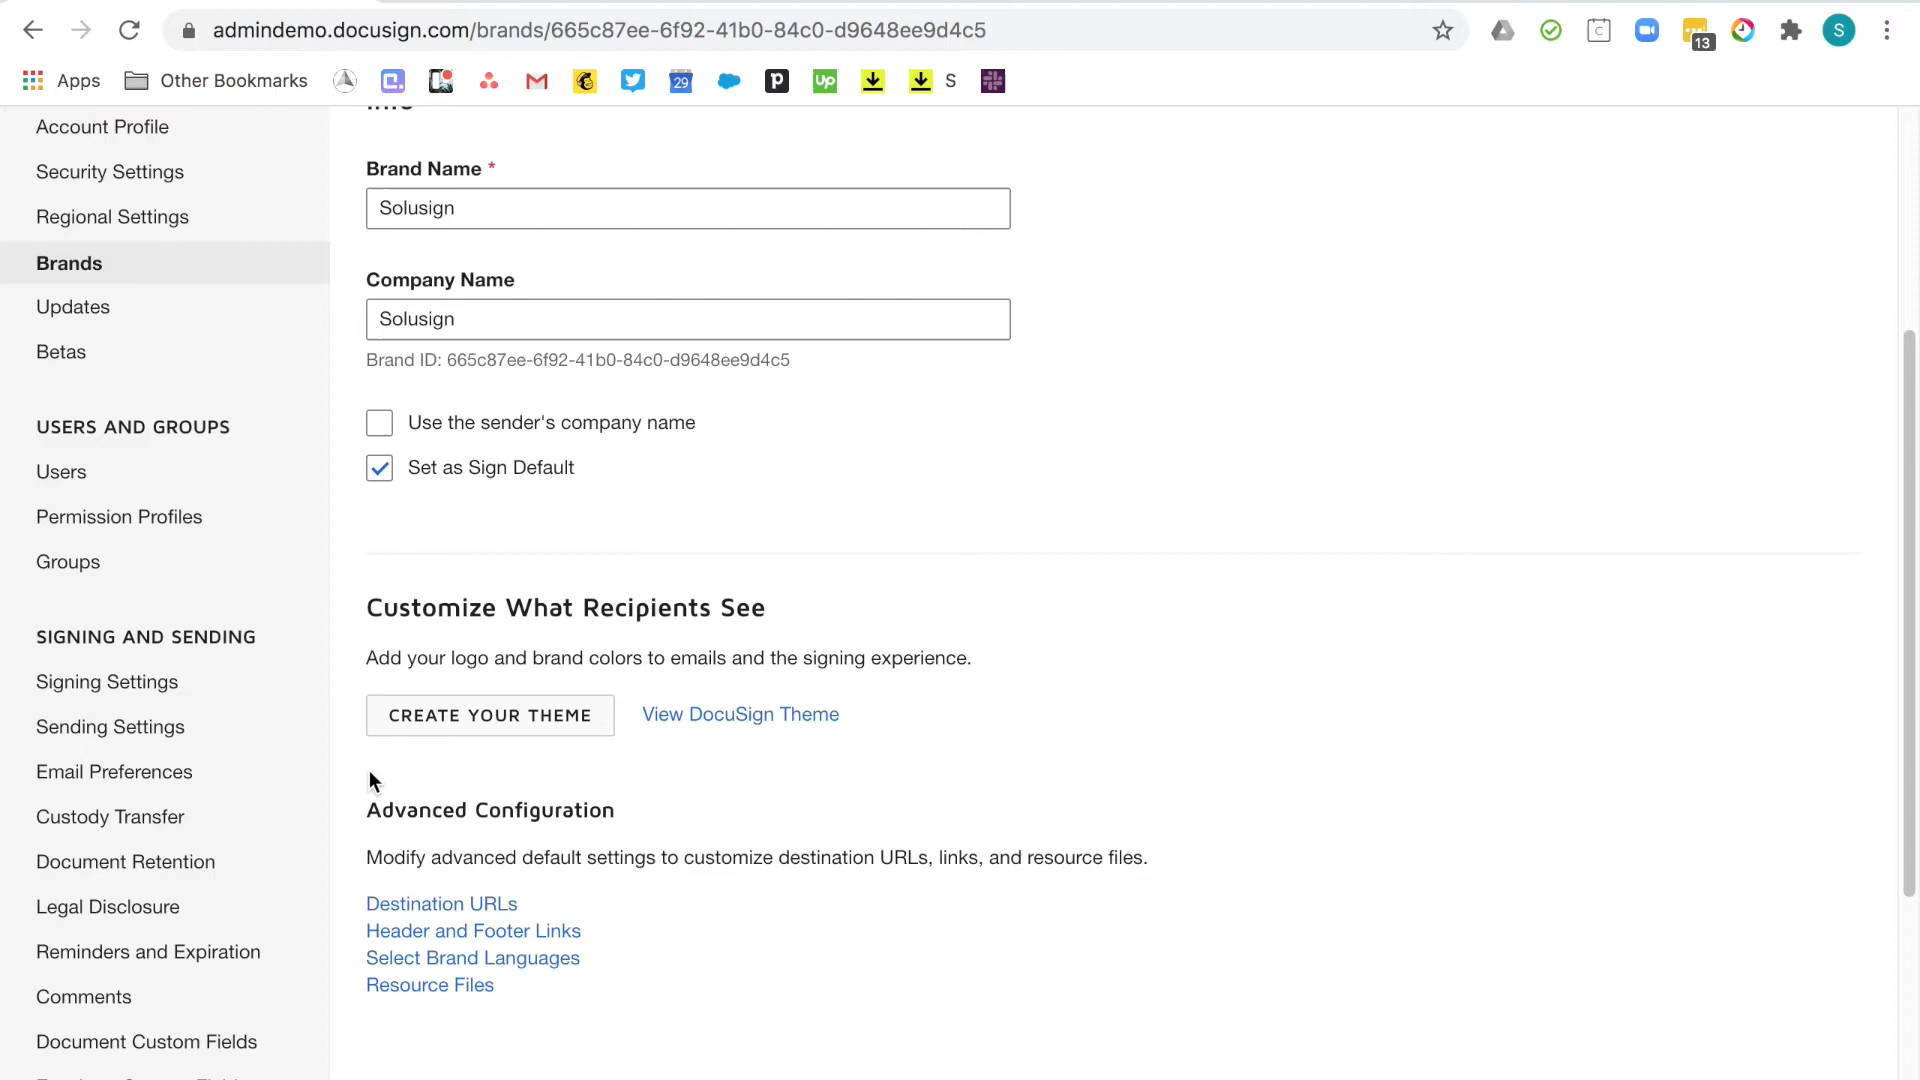 admindemo.docusign.com/brands/665c87ee-6f92-41b0-84c0-d9648ee9d4c5
13
S
Apps
Other Bookmarks
29
up
S
Info
Account Profile
Security Settings
Regional Settings
Brands
Updates
Betas
USERS AND GROUPS
Users
Permission Profiles
Groups
SIGNING AND SENDING
Signing Settings
Sending Settings
Email Preferences
Custody Transfer
Document Retention
Legal Disclosure
Reminders and Expiration
Comments
Document Custom Fields
Brand Name *
Solusign
Company Name
Solusign
Brand ID: 665c87ee-6f92-41b0-84c0-d9648ee9d4c5
Use the sender's company name
Set as Sign Default
Customize What Recipients See
Add your logo and brand colors to emails and the signing experience.
CREATE YOUR THEME
View DocuSign Theme
Advanced Configuration
Modify advanced default settings to customize destination URLs, links, and resource files.
Destination URLs
Header and Footer Links
Select Brand Languages
Resource Files